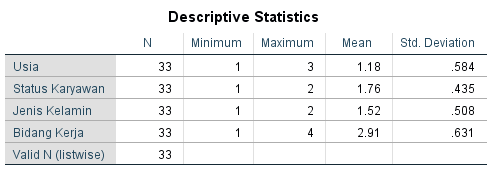 Descriptive Statistics
N Minimum Maximum Mean Std. Deviation
Usia 33 1 3 1.18 .584
Status Karyawan 33 1 2 1.76 .435
Jenis Kelamin 33 1 2 1.52 .508
Bidang Kerja 33 1 4 2.91 .631
Valid N (listwise) 33